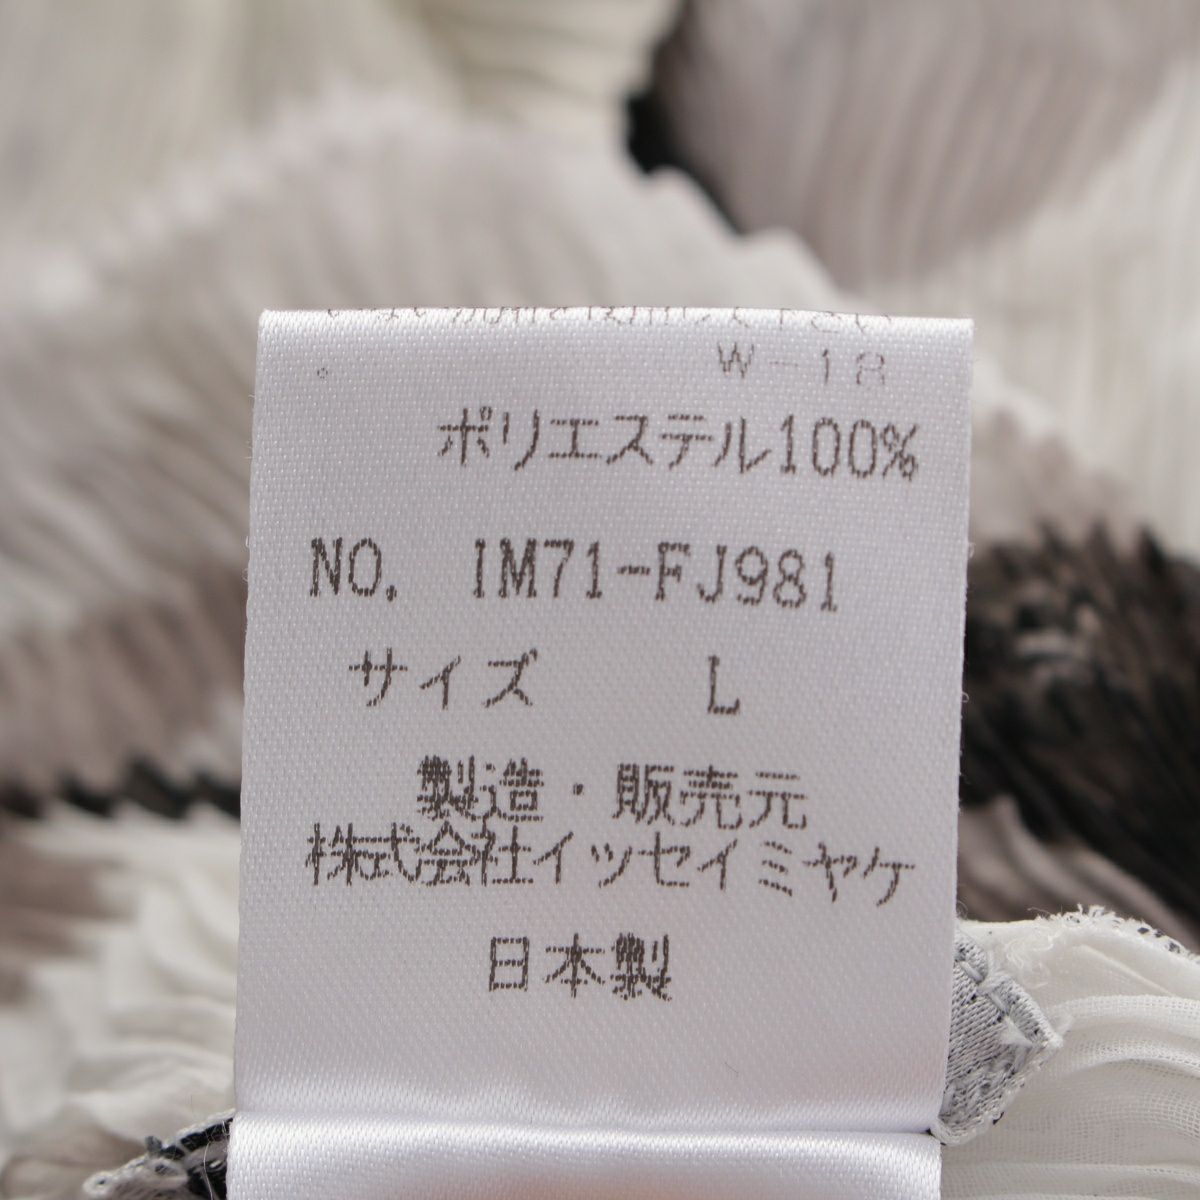 W-18
ポリエステル100%
NO. IM71-FJ981
サイズ L
製造・販売元
株式会社イッセイミヤケ
日本製